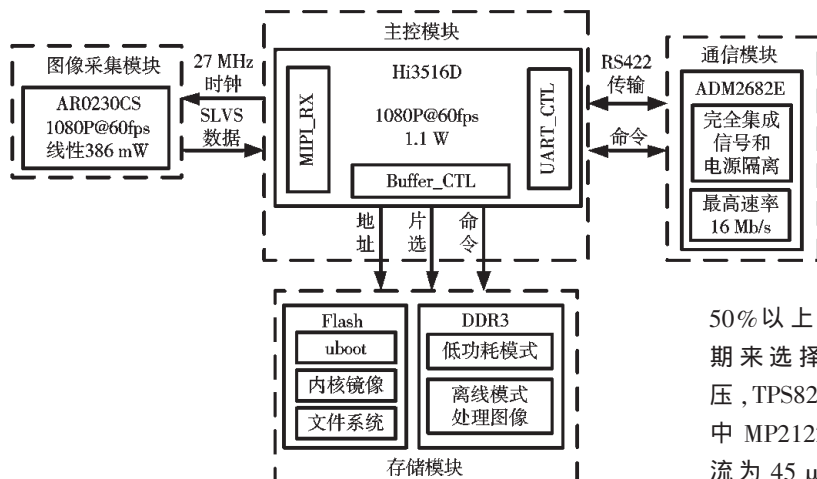 图像采集模块
AR0230CS
1080P@60fps
线性386 mW
27 MHz
时钟
SLVS
数据
主控模块
Hi3516D
MIPI_RX
1080P@60fps
1.1 W
UART_CTL
Buffer_CTL
RS422
传输
命令
通信模块
ADM2682E
完全集成
信号和
电源隔离
最高速率
16 Mb/s
地址
片选
命令
Flash
uboot
内核镜像
文件系统
DDR3
低功耗模式
离线模式
处理图像
存储模块
50%以上
期来选择
压,TPS82
中 MP212
流为 45 μ